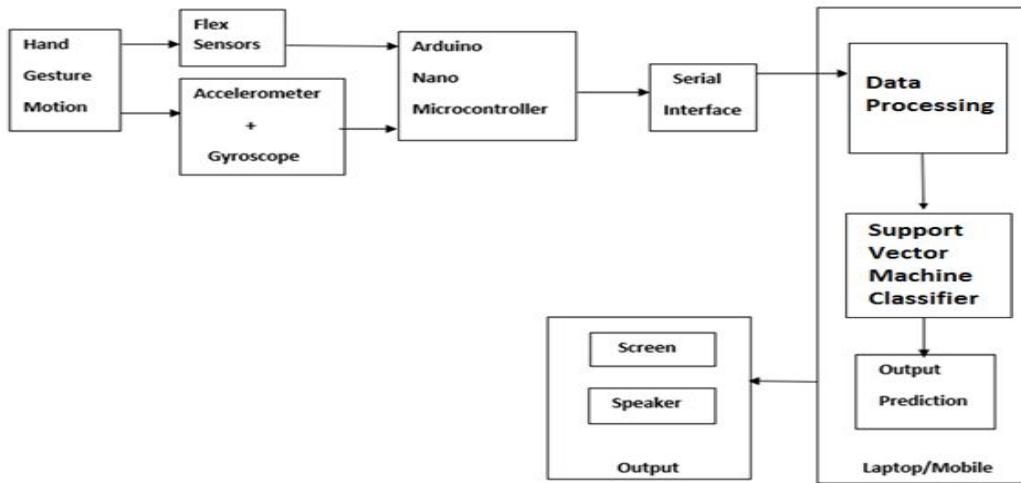 Hand
Gesture
Motion
Flex
Sensors
Accelerometer
+
Gyroscope
Arduino
Nano
Microcontroller
Serial
Interface
Data
Processing
Support
Vector
Machine
Classifier
Output
Prediction
Laptop/Mobile
Screen
Speaker
Output